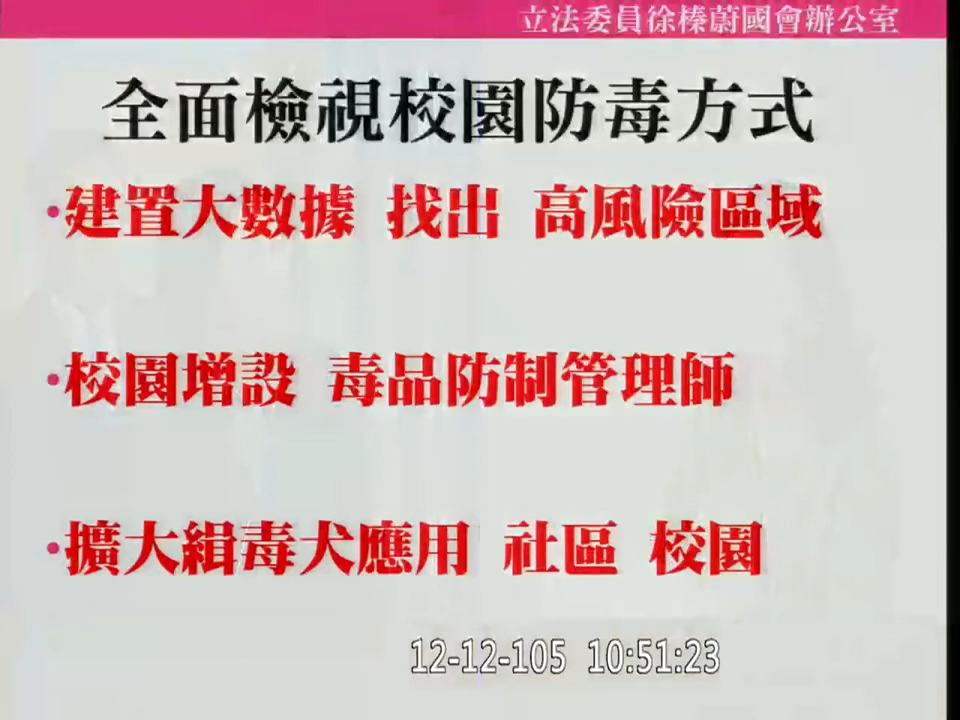 立法委員徐榛蔚國會辦公室
全面檢視校園防毒方式
•建置大數據 找出 高風險區域
•校園增設 毒品防制管理師
•擴大緝毒犬應用 社區 校園
12-12-105 10:51:23